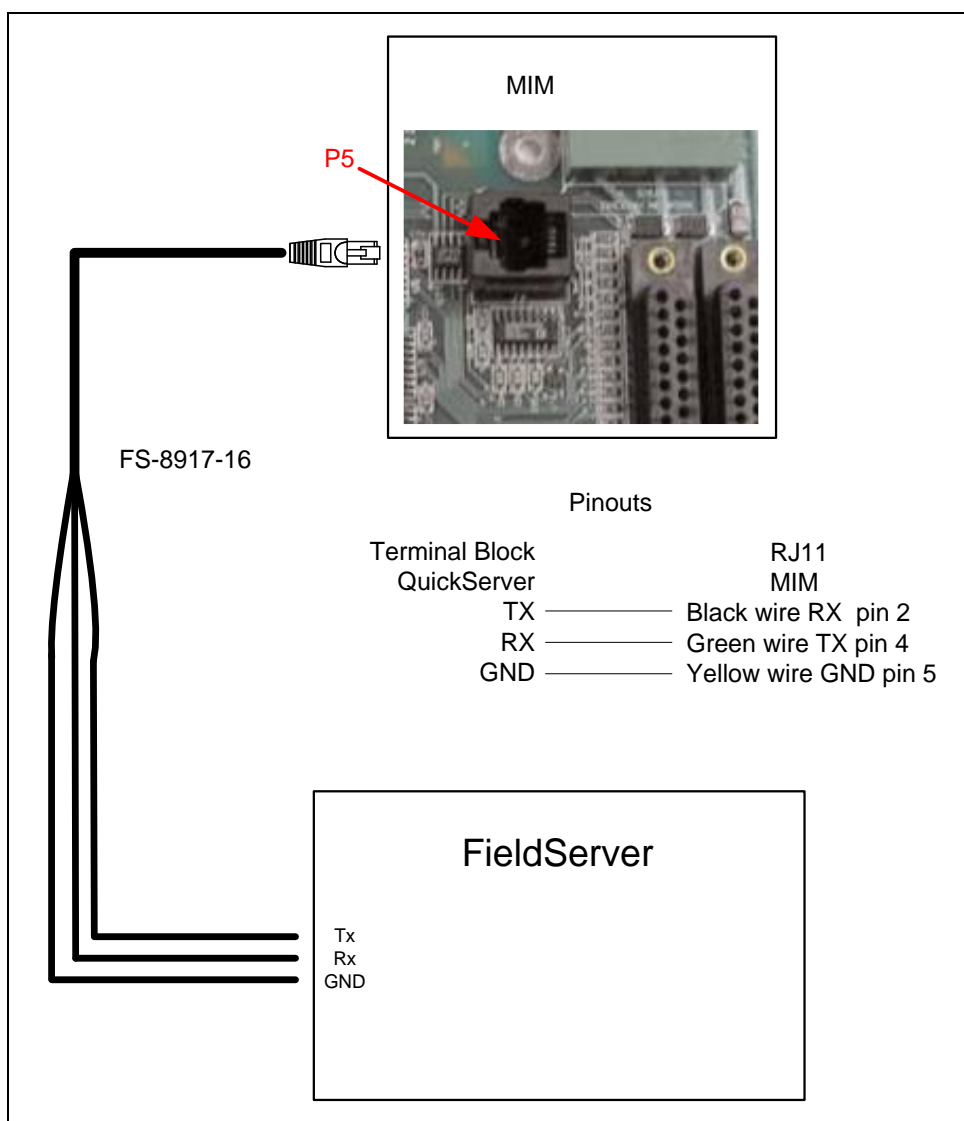 MIM
P5
FS-8917-16
Pinouts
Terminal Block RJ11
QuickServer MIM
TX Black wire RX pin 2
RX Green wire TX pin 4
GND Yellow wire GND pin 5
FieldServer
Tx
Rx
GND